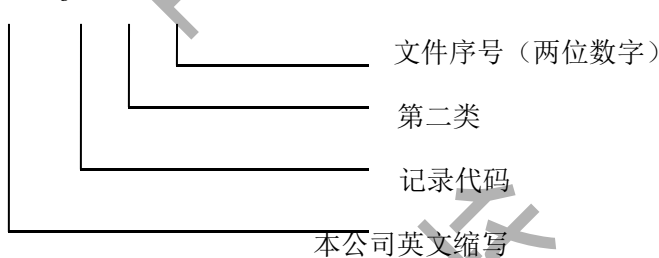 文件序号（两位数字）
第二类
记录代码
本公司英文缩写